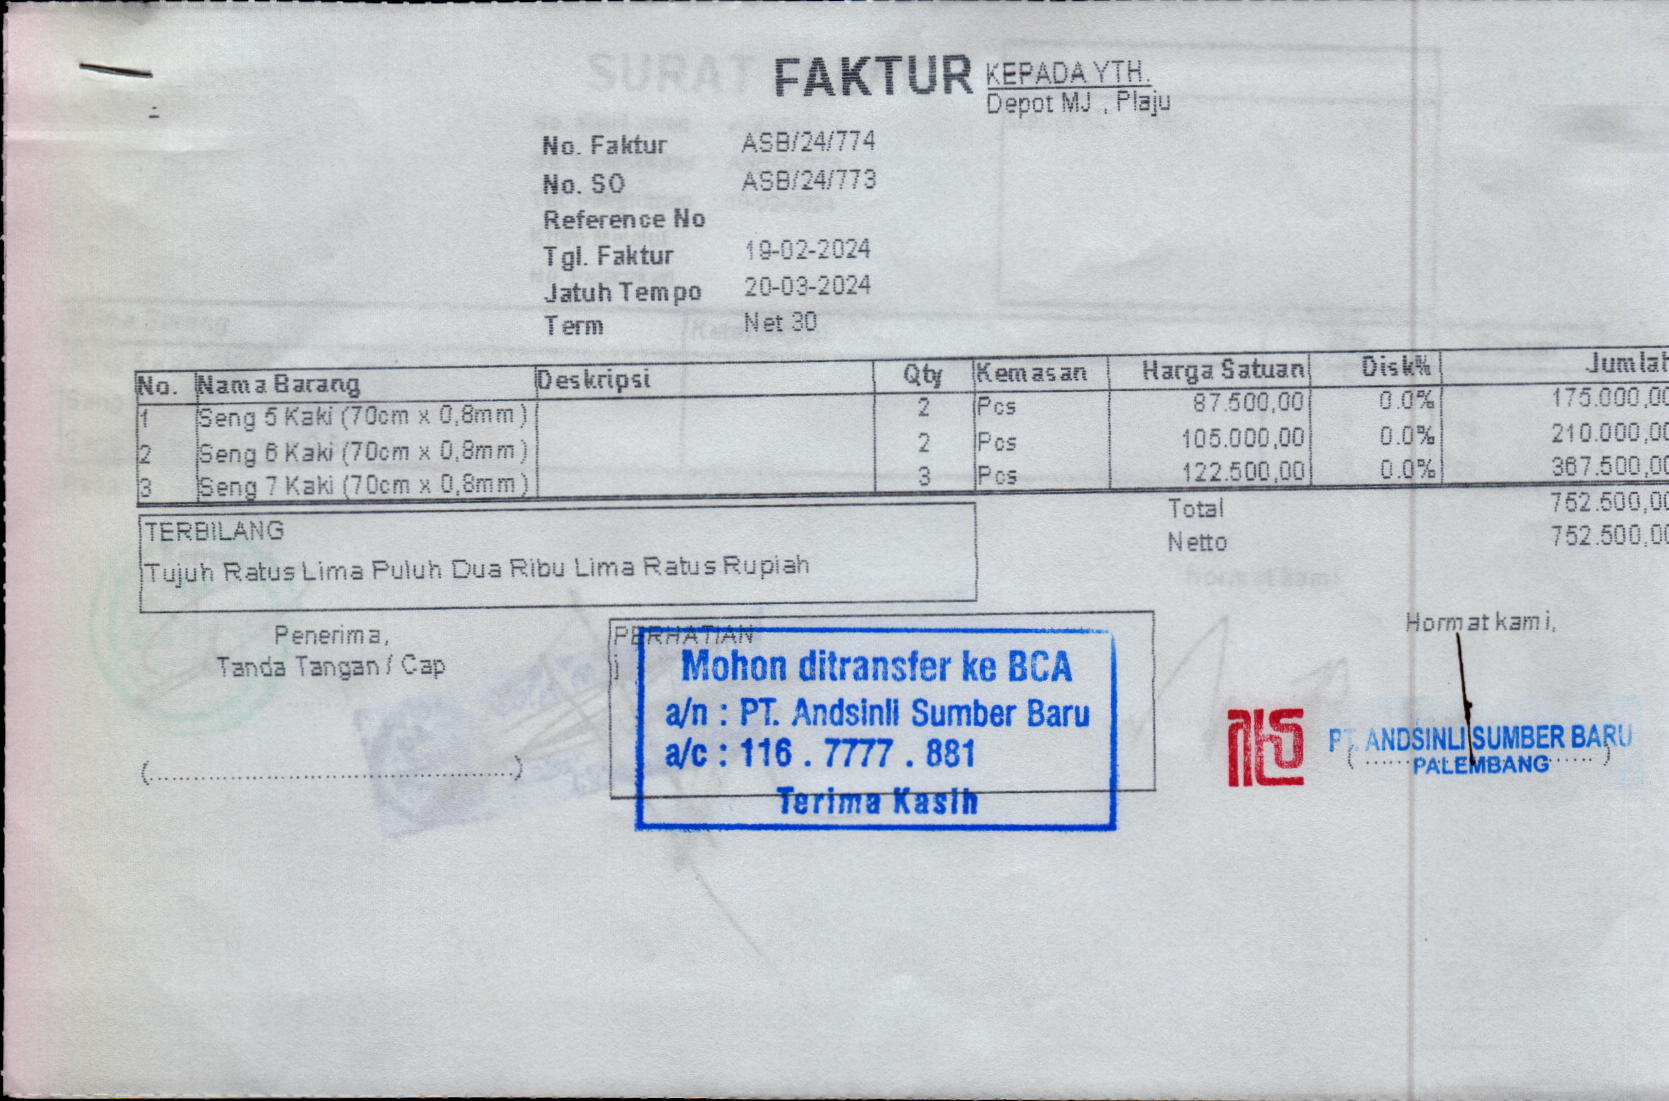 FAKTUR
KEPADA YTH.
Depot MJ , Plaju
No. Faktur ASB/24/774
No. SO ASB/24/773
Reference No
Tgl. Faktur 19-02-2024
Jatuh Tempo 20-03-2024
Term Net 30
No. Nama Barang Deskripsi Qty Kemasan Harga Satuan Disk% Jumlah
1 Seng 5 Kaki (70cm x 0,8mm) 2 Pcs 87.500,00 0.0% 175.000,00
2 Seng 6 Kaki (70cm x 0,8mm) 2 Pcs 105.000,00 0.0% 210.000,00
3 Seng 7 Kaki (70cm x 0,8mm) 3 Pcs 122.500,00 0.0% 367.500,00
Total 752.500,00
Netto 752.500,00
TERBILANG
Tujuh Ratus Lima Puluh Dua Ribu Lima Ratus Rupiah
Penerima,
Tanda Tangan / Cap
(........................................................)
PERHATIAN
Mohon ditransfer ke BCA
a/n : PT. Andsinli Sumber Baru
a/c : 116 . 7777 . 881
Terima Kasih
Hormat kami,
PT. ANDSINLI SUMBER BARU
PALEMBANG